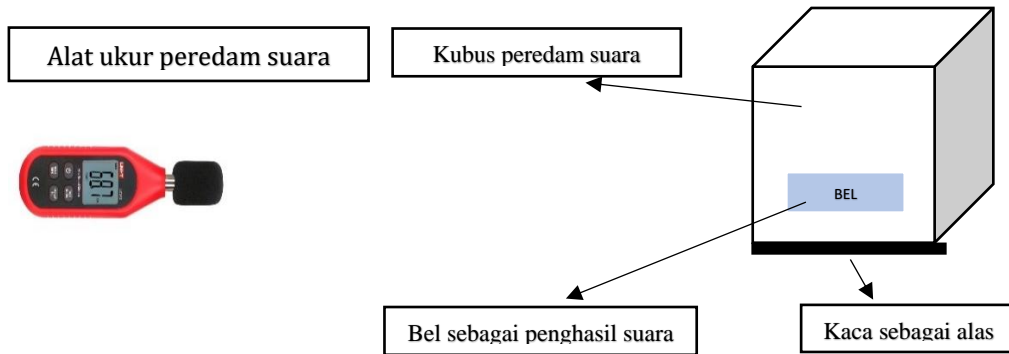 Alat ukur peredam suara
Kubus peredam suara
BEL
Bel sebagai penghasil suara
Kaca sebagai alas